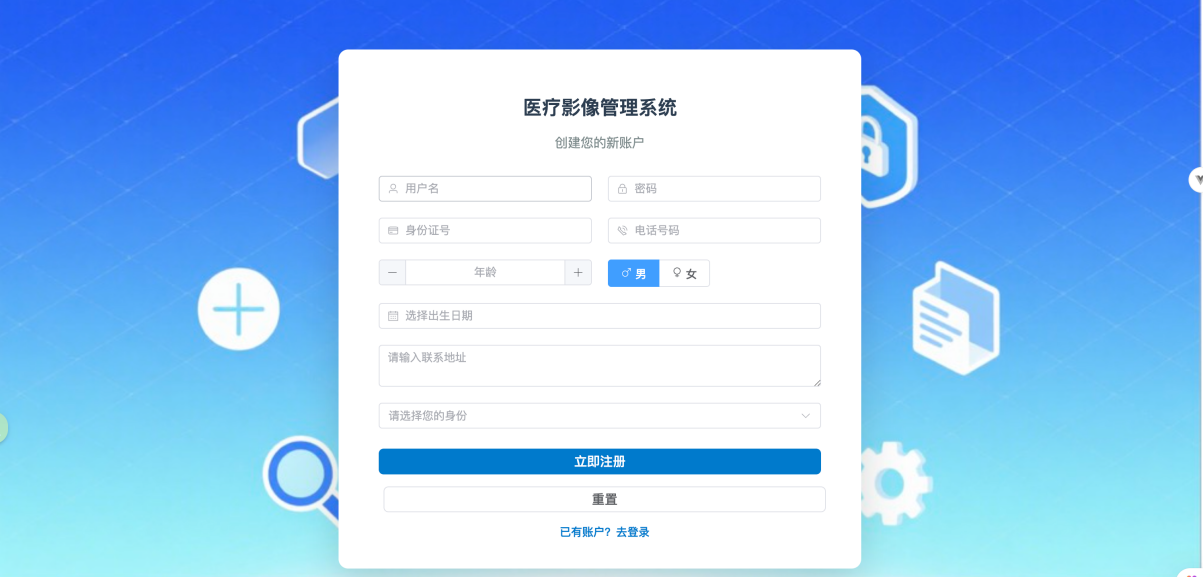 医疗影像管理系统
创建您的新账户
用户名 密码
身份证号 电话号码
年龄 男 女
选择出生日期
请输入联系地址
请选择您的身份
立即注册
重置
已有账户？去登录